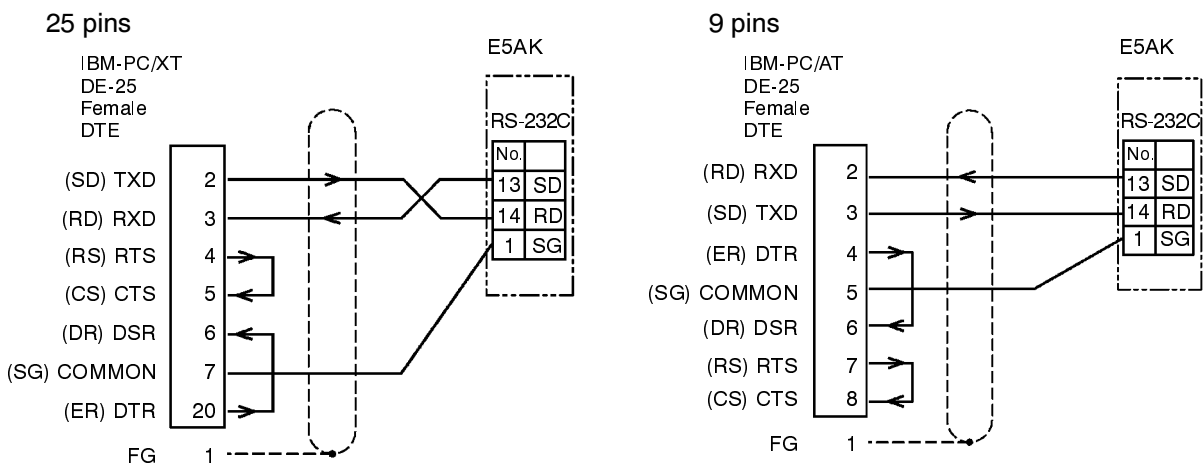 25 pins
IBM-PC/XT
DE-25
Female
DTE
E5AK
RS-232C
No.
(SD) TXD 2
13 SD
(RD) RXD 3
14 RD
1 SG
(RS) RTS 4
(CS) CTS 5
(DR) DSR 6
(SG) COMMON 7
(ER) DTR 20
FG 1
9 pins
IBM-PC/AT
DE-25
Female
DTE
E5AK
RS-232C
No.
(RD) RXD 2
13 SD
(SD) TXD 3
14 RD
1 SG
(ER) DTR 4
(SG) COMMON 5
(DR) DSR 6
(RS) RTS 7
(CS) CTS 8
FG 1